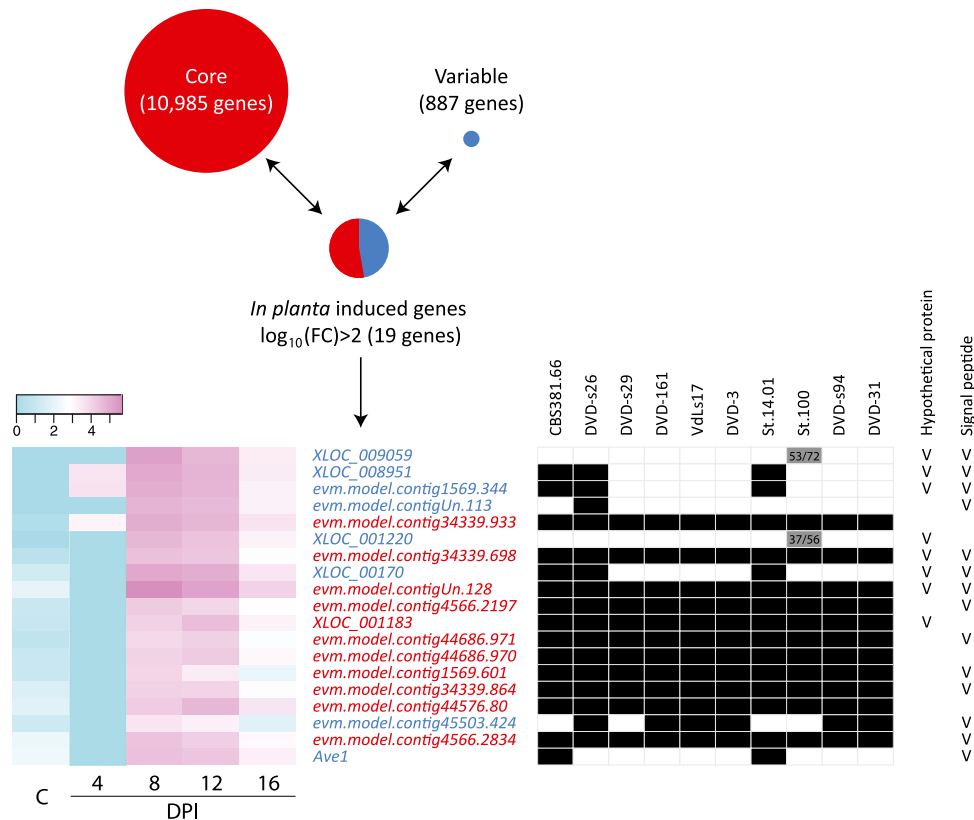 Core
(10,985 genes)
Variable
(887 genes)
In planta induced genes
log10(FC)>2 (19 genes)
0 2 4
CBS381.66
DVD-s26
DVD-s29
DVD-161
VdLs17
DVD-3
St.14.01
St.100
DVD-s94
DVD-31
Hypothetical protein
Signal peptide
XLOC_009059 53/72 V V
XLOC_008951 V V
evm.model.contig1569.344 V V
evm.model.contigUn.113 V
evm.model.contig34339.933
XLOC_001220 37/56 V
evm.model.contig34339.698 V V
XLOC_00170 V V
evm.model.contigUn.128 V V
evm.model.contig4566.2197 V
XLOC_001183 V
evm.model.contig44686.971 V
evm.model.contig44686.970
evm.model.contig1569.601 V
evm.model.contig34339.864 V
evm.model.contig44576.80
evm.model.contig45503.424 V
evm.model.contig4566.2834 V
Ave1 V
C 4 8 12 16
DPI